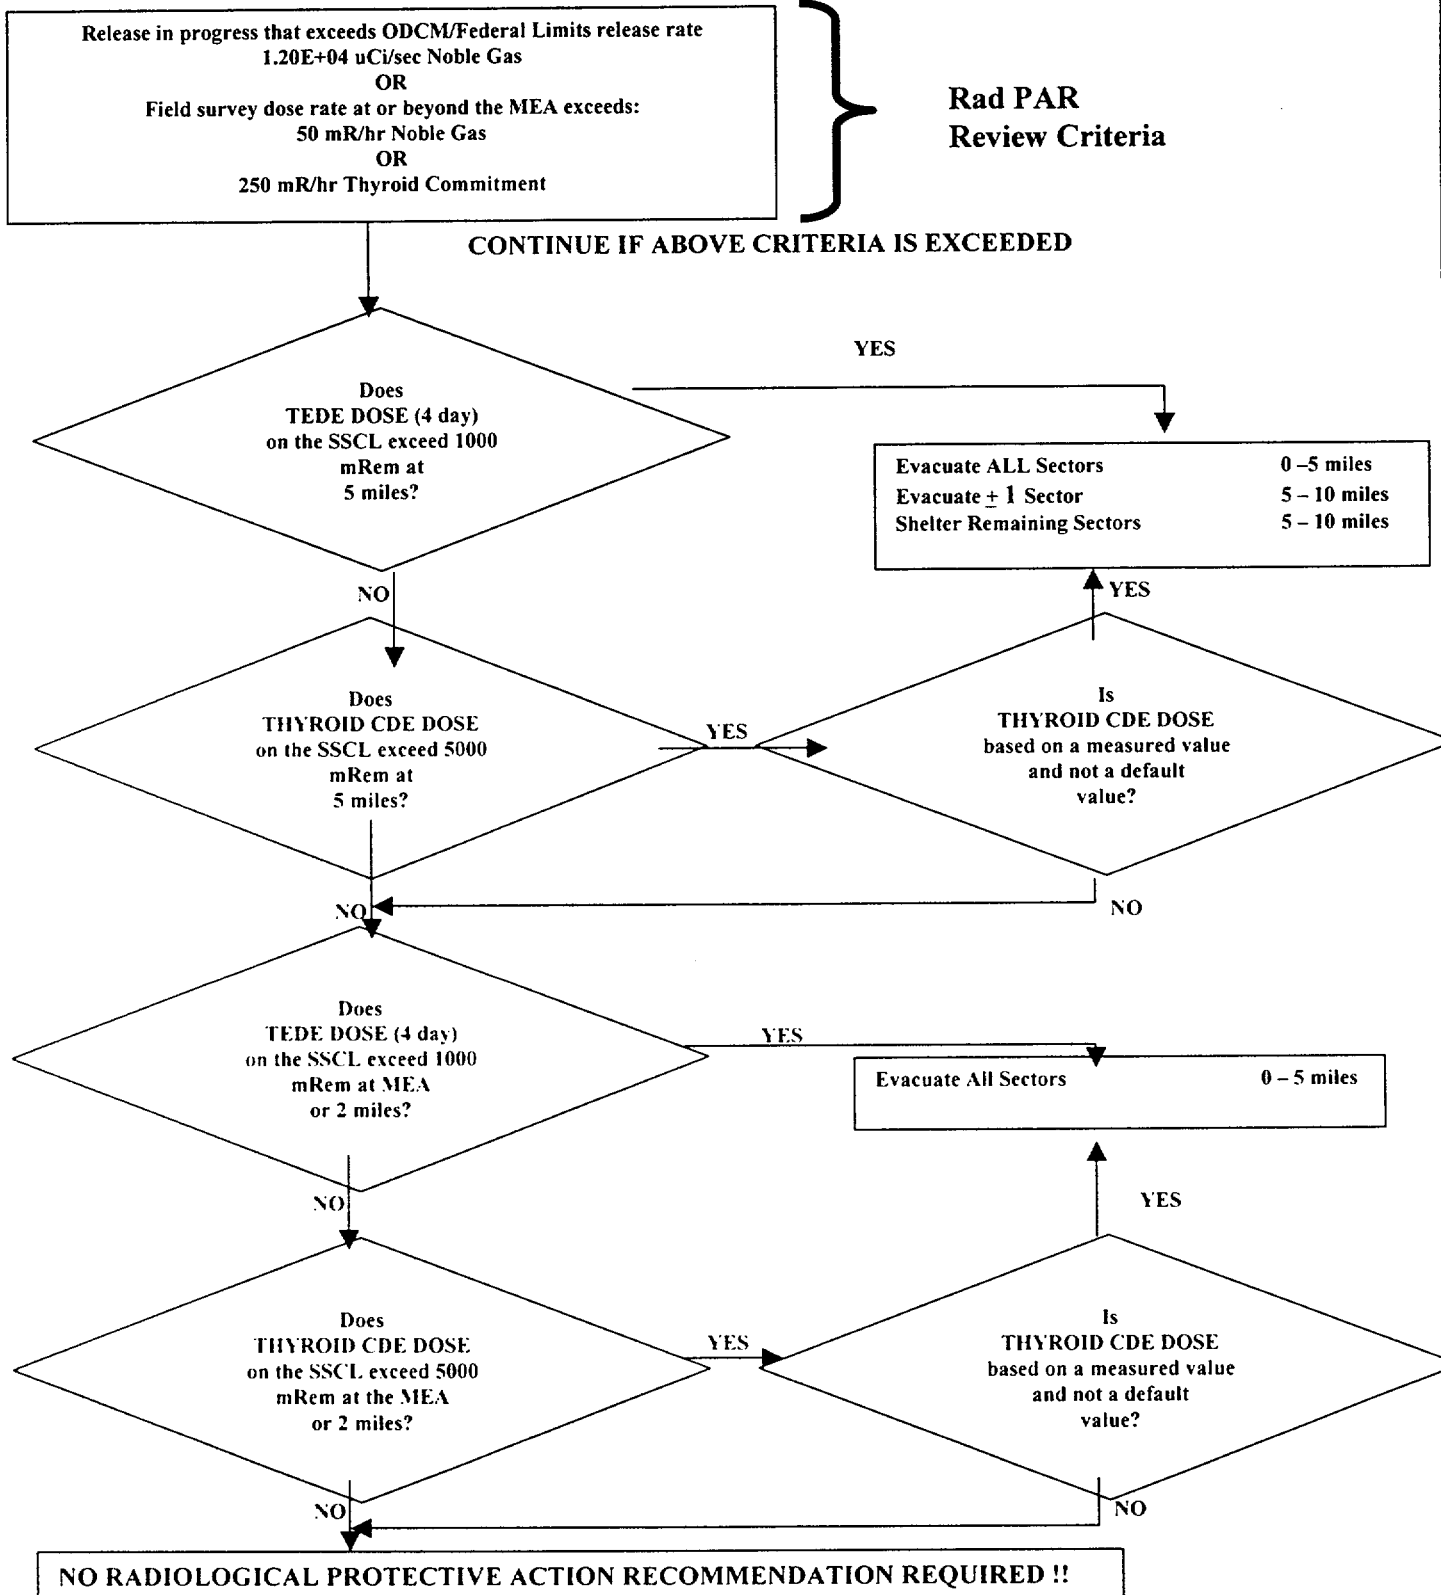 Release in progress that exceeds ODCM/Federal Limits release rate
1.20E+04 uCi/sec Noble Gas
OR
Field survey dose rate at or beyond the MEA exceeds:
50 mR/hr Noble Gas
OR
250 mR/hr Thyroid Commitment
Rad PAR
Review Criteria
CONTINUE IF ABOVE CRITERIA IS EXCEEDED
Does
TEDE DOSE (4 day)
on the SSCL exceed 1000
mRem at
5 miles?
YES
Evacuate ALL Sectors 0 –5 miles
Evacuate ± 1 Sector 5 – 10 miles
Shelter Remaining Sectors 5 – 10 miles
NO
YES
Does
THYROID CDE DOSE
on the SSCL exceed 5000
mRem at
5 miles?
YES
Is
THYROID CDE DOSE
based on a measured value
and not a default
value?
NO
NO
Does
TEDE DOSE (4 day)
on the SSCL exceed 1000
mRem at MEA
or 2 miles?
YES
Evacuate All Sectors 0 – 5 miles
NO
YES
Does
THYROID CDE DOSE
on the SSCL exceed 5000
mRem at the MEA
or 2 miles?
YES
Is
THYROID CDE DOSE
based on a measured value
and not a default
value?
NO
NO
NO RADIOLOGICAL PROTECTIVE ACTION RECOMMENDATION REQUIRED !!